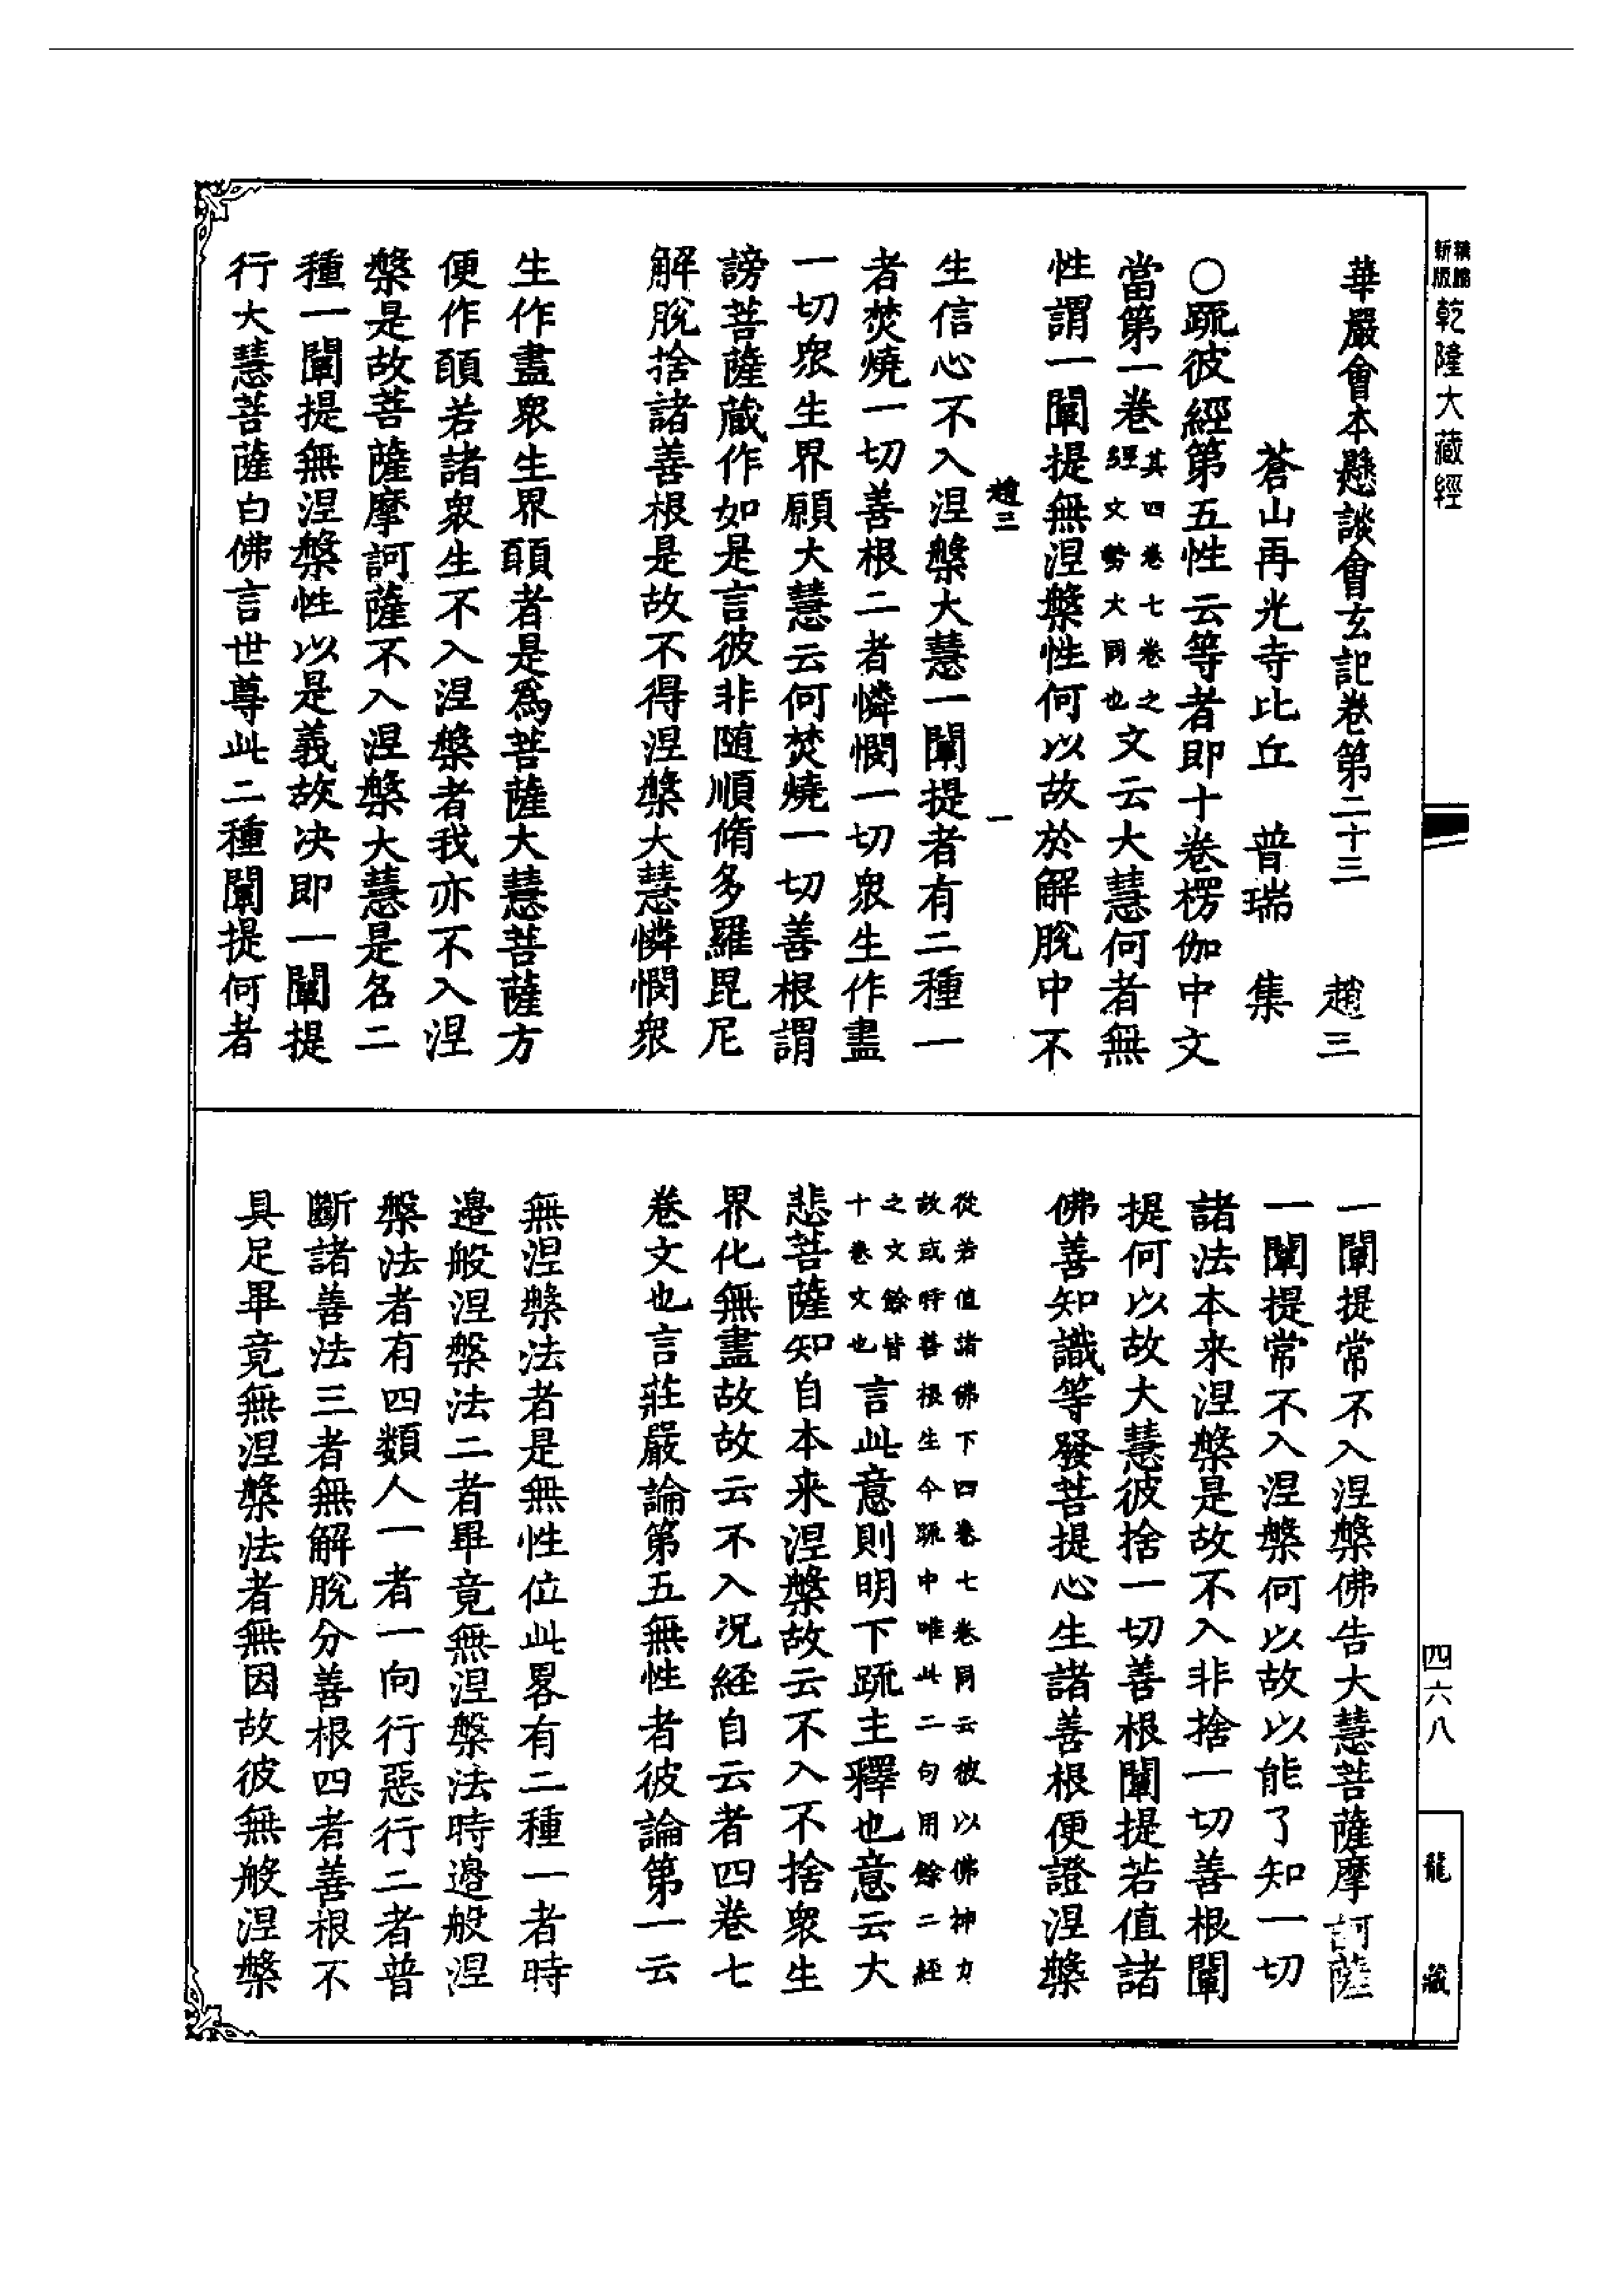 精縮新版 乾隆大藏經
華嚴會本懸談會玄記卷第二十三 趙三
蒼山再光寺比丘 普瑞 集
○䟽彼經第五性云等者即十卷楞伽中文
當第一卷其四卷七卷之經文勢大同也文云大慧何者無
性謂一闡提無涅槃性何以故於解脫中不
趙三 一
生信心不入涅槃大慧一闡提者有二種一
者焚燒一切善根二者憐憫一切衆生作盡
一切衆生界願大慧云何焚燒一切善根謂
謗菩薩藏作如是言彼非随順脩多羅毘尼
解脫捨諸善根是故不得涅槃大慧憐憫衆
生作盡衆生界頥者是為菩薩大慧菩薩方
便作頥若諸衆生不入涅槃者我亦不入涅
槃是故菩薩摩訶薩不入涅槃大慧是名二
種一闡提無涅槃性以是義故决即一闡提
行大慧菩薩白佛言世尊此二種闡提何者
一闡提常不入涅槃佛告大慧菩薩摩訶薩
一闡提常不入涅槃何以故以能了知一切
諸法本来涅槃是故不入非捨一切善根闡
提何以故大慧彼捨一切善根闡提若值諸
佛善知識等發菩提心生諸善根便證涅槃
從若值諸佛下四卷七卷同云彼以佛神力
故或時善根生今䟽中唯此二句用餘二經
之文餘皆
十卷文也言此意則明下䟽主釋也意云大
悲菩薩知自本来涅槃故云不入不捨衆生
界化無盡故故云不入况経自云者四卷七
卷文也言莊嚴論第五無性者彼論第一云
無涅槃法者是無性位此畧有二種一者時
邉般涅槃法二者畢竟無涅槃法時邉般涅
槃法者有四類人一者一向行惡行二者普
斷諸善法三者無解脫分善根四者善根不
具足畢竟無涅槃法者無因故彼無般涅槃
四六八
龍藏